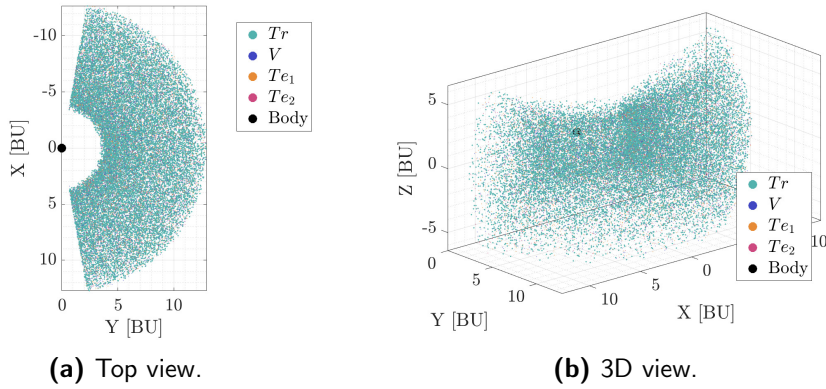 -10
-5
0
5
10
X [BU]
0 5 10
Y [BU]
Tr
V
Te₁
Te₂
Body
(a) Top view.
5
0
-5
Z [BU]
0
5
10
Y [BU]
10
5
0
10
X [BU]
Tr
V
Te₁
Te₂
Body
(b) 3D view.